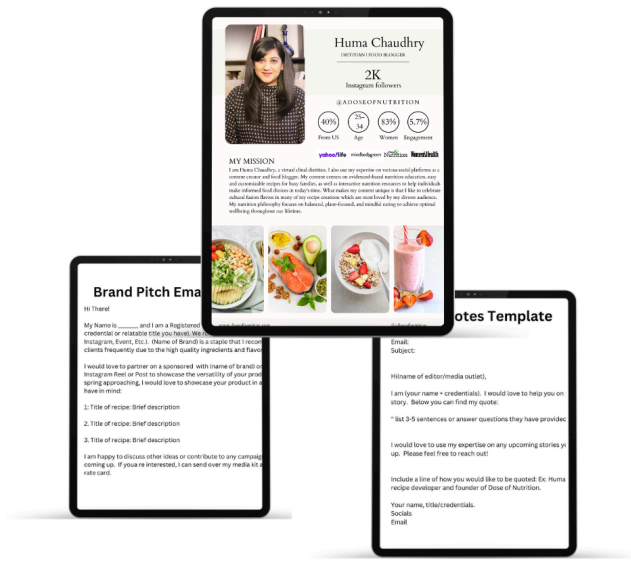 Huma Chaudhry
DIETITIAN I FOOD BLOGGER
2K
Instagram followers
@ADOSEOFNUTRITION
40%
From US
25-
34
Age
83%
Women
5.7%
Engagement
yahoo/life mindbodygreen Nutrition Women'sHealth
MY MISSION
I am Huma Chaudhry, a virtual clinal dietitian. I also use my expertise on various social platforms as a
content creator and food blogger. My content centers on evidenced-based nutrition education, easy
and customizable recipes for busy families, as well as interactive nutrition resources to help individuals
make informed food choices in today's time. What makes my content unique is that I like to celebrate
cultural fusion flavors in many of my recipe creations which are most loved by my diverse audience.
My nutrition philosophy focuses on balanced, plant-focused, and mindful eating to achieve optimal
wellbeing throughout our lifetime.
Brand Pitch Ema
Hi There!
My Name is ______ and I am a Registered
credential or relatable title you have). We
Instagram, Event, Etc.). (Name of Brand) is a staple that I recom
clients frequently due to the high quality ingredients and flavor
I would love to partner on a sponsored with (name of brand) o
Instagram Reel or Post to showcase the versatility of your prod
spring approaching, I would love to showcase your product in a
have in mind:
1: Title of recipe: Brief description
2. Title of recipe: Brief description
3. Title of recipe: Brief description
I am happy to discuss other ideas or contribute to any campaig
coming up. If youa re interested, I can send over my media kit a
rate card.
otes Template
Email:
Subject:
Hi(name of editor/media outlet),
I am (your name + credentials). I would love to help you on
story. Below you can find my quote:
" list 3-5 sentences or answer questions they have provided
I would love to use my expertise on any upcoming stories yo
up. Please feel free to reach out!
Include a line of how you would like to be quoted: Ex: Huma
recipe developer and founder of Dose of Nutrition.
Your name, title/credentials.
Socials
Email